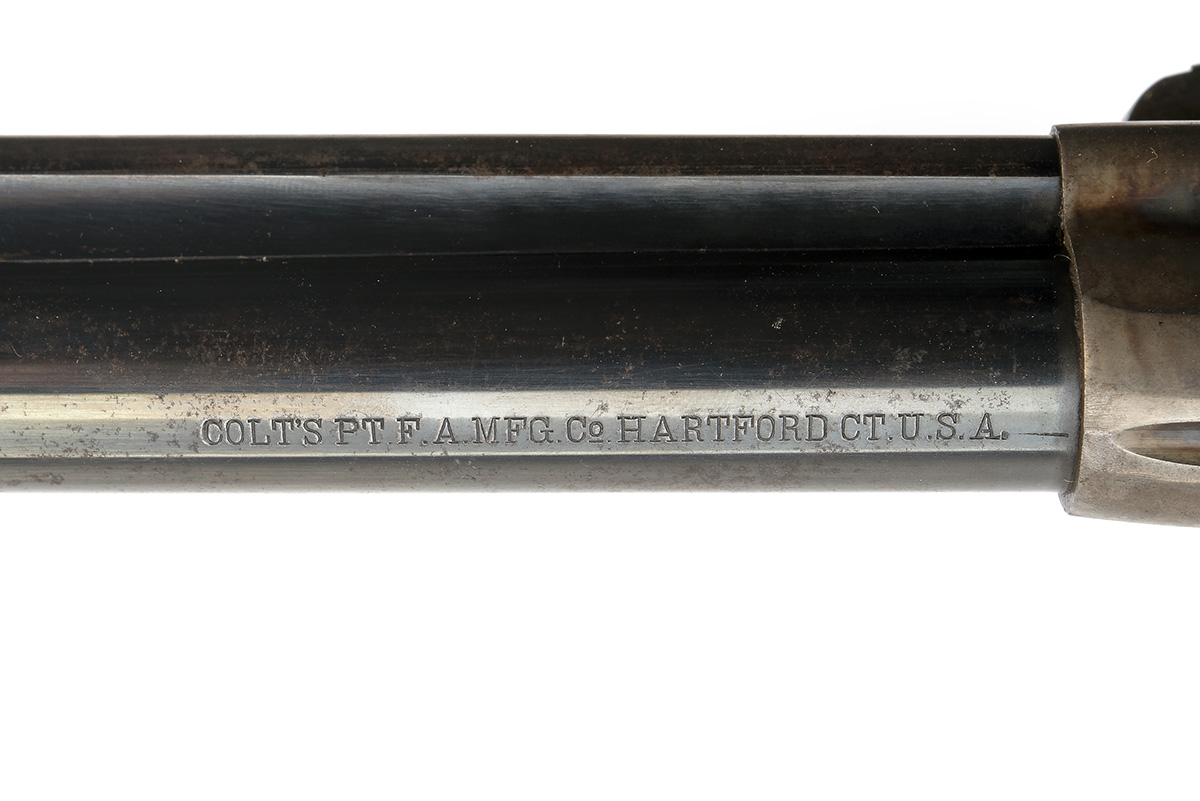 COLT'S PT. F. A. MFG. Co. HARTFORD CT. U.S.A.